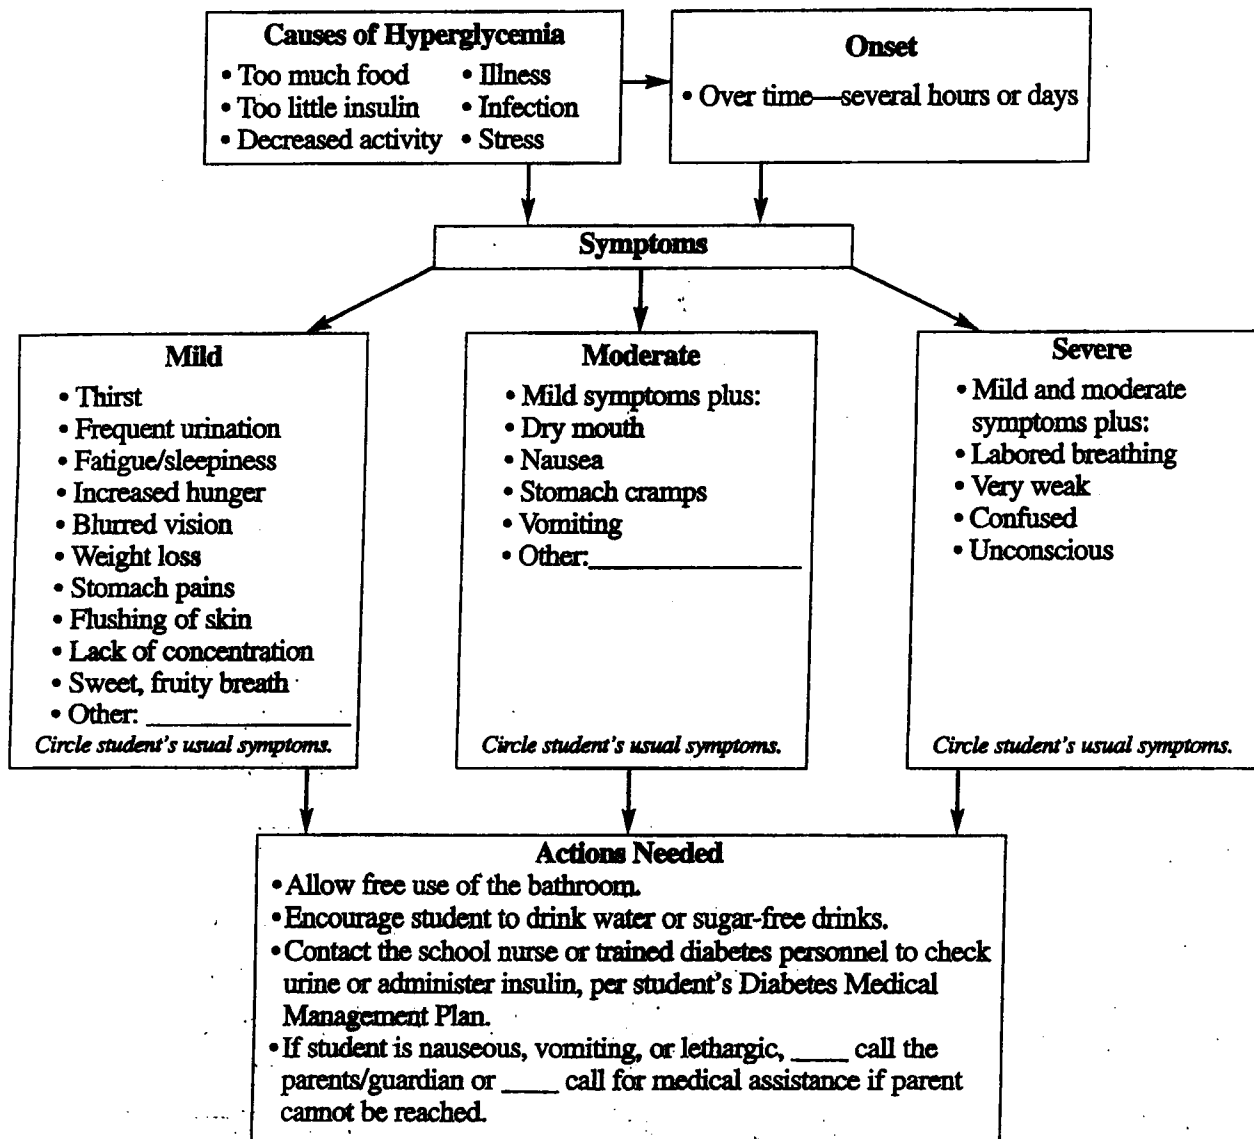 Causes of Hyperglycemia
• Too much food
• Too little insulin
• Decreased activity
• Illness
• Infection
• Stress
Onset
• Over time—several hours or days
Symptoms
Mild
• Thirst
• Frequent urination
• Fatigue/sleepiness
• Increased hunger
• Blurred vision
• Weight loss
• Stomach pains
• Flushing of skin
• Lack of concentration
• Sweet, fruity breath
• Other: ____________
Circle student's usual symptoms.
Moderate
• Mild symptoms plus:
• Dry mouth
• Nausea
• Stomach cramps
• Vomiting
• Other:____________
Circle student's usual symptoms.
Severe
• Mild and moderate
symptoms plus:
• Labored breathing
• Very weak
• Confused
• Unconscious
Circle student's usual symptoms.
Actions Needed
• Allow free use of the bathroom.
• Encourage student to drink water or sugar-free drinks.
• Contact the school nurse or trained diabetes personnel to check
urine or administer insulin, per student's Diabetes Medical
Management Plan.
• If student is nauseous, vomiting, or lethargic, ____ call the
parents/guardian or ____ call for medical assistance if parent
cannot be reached.